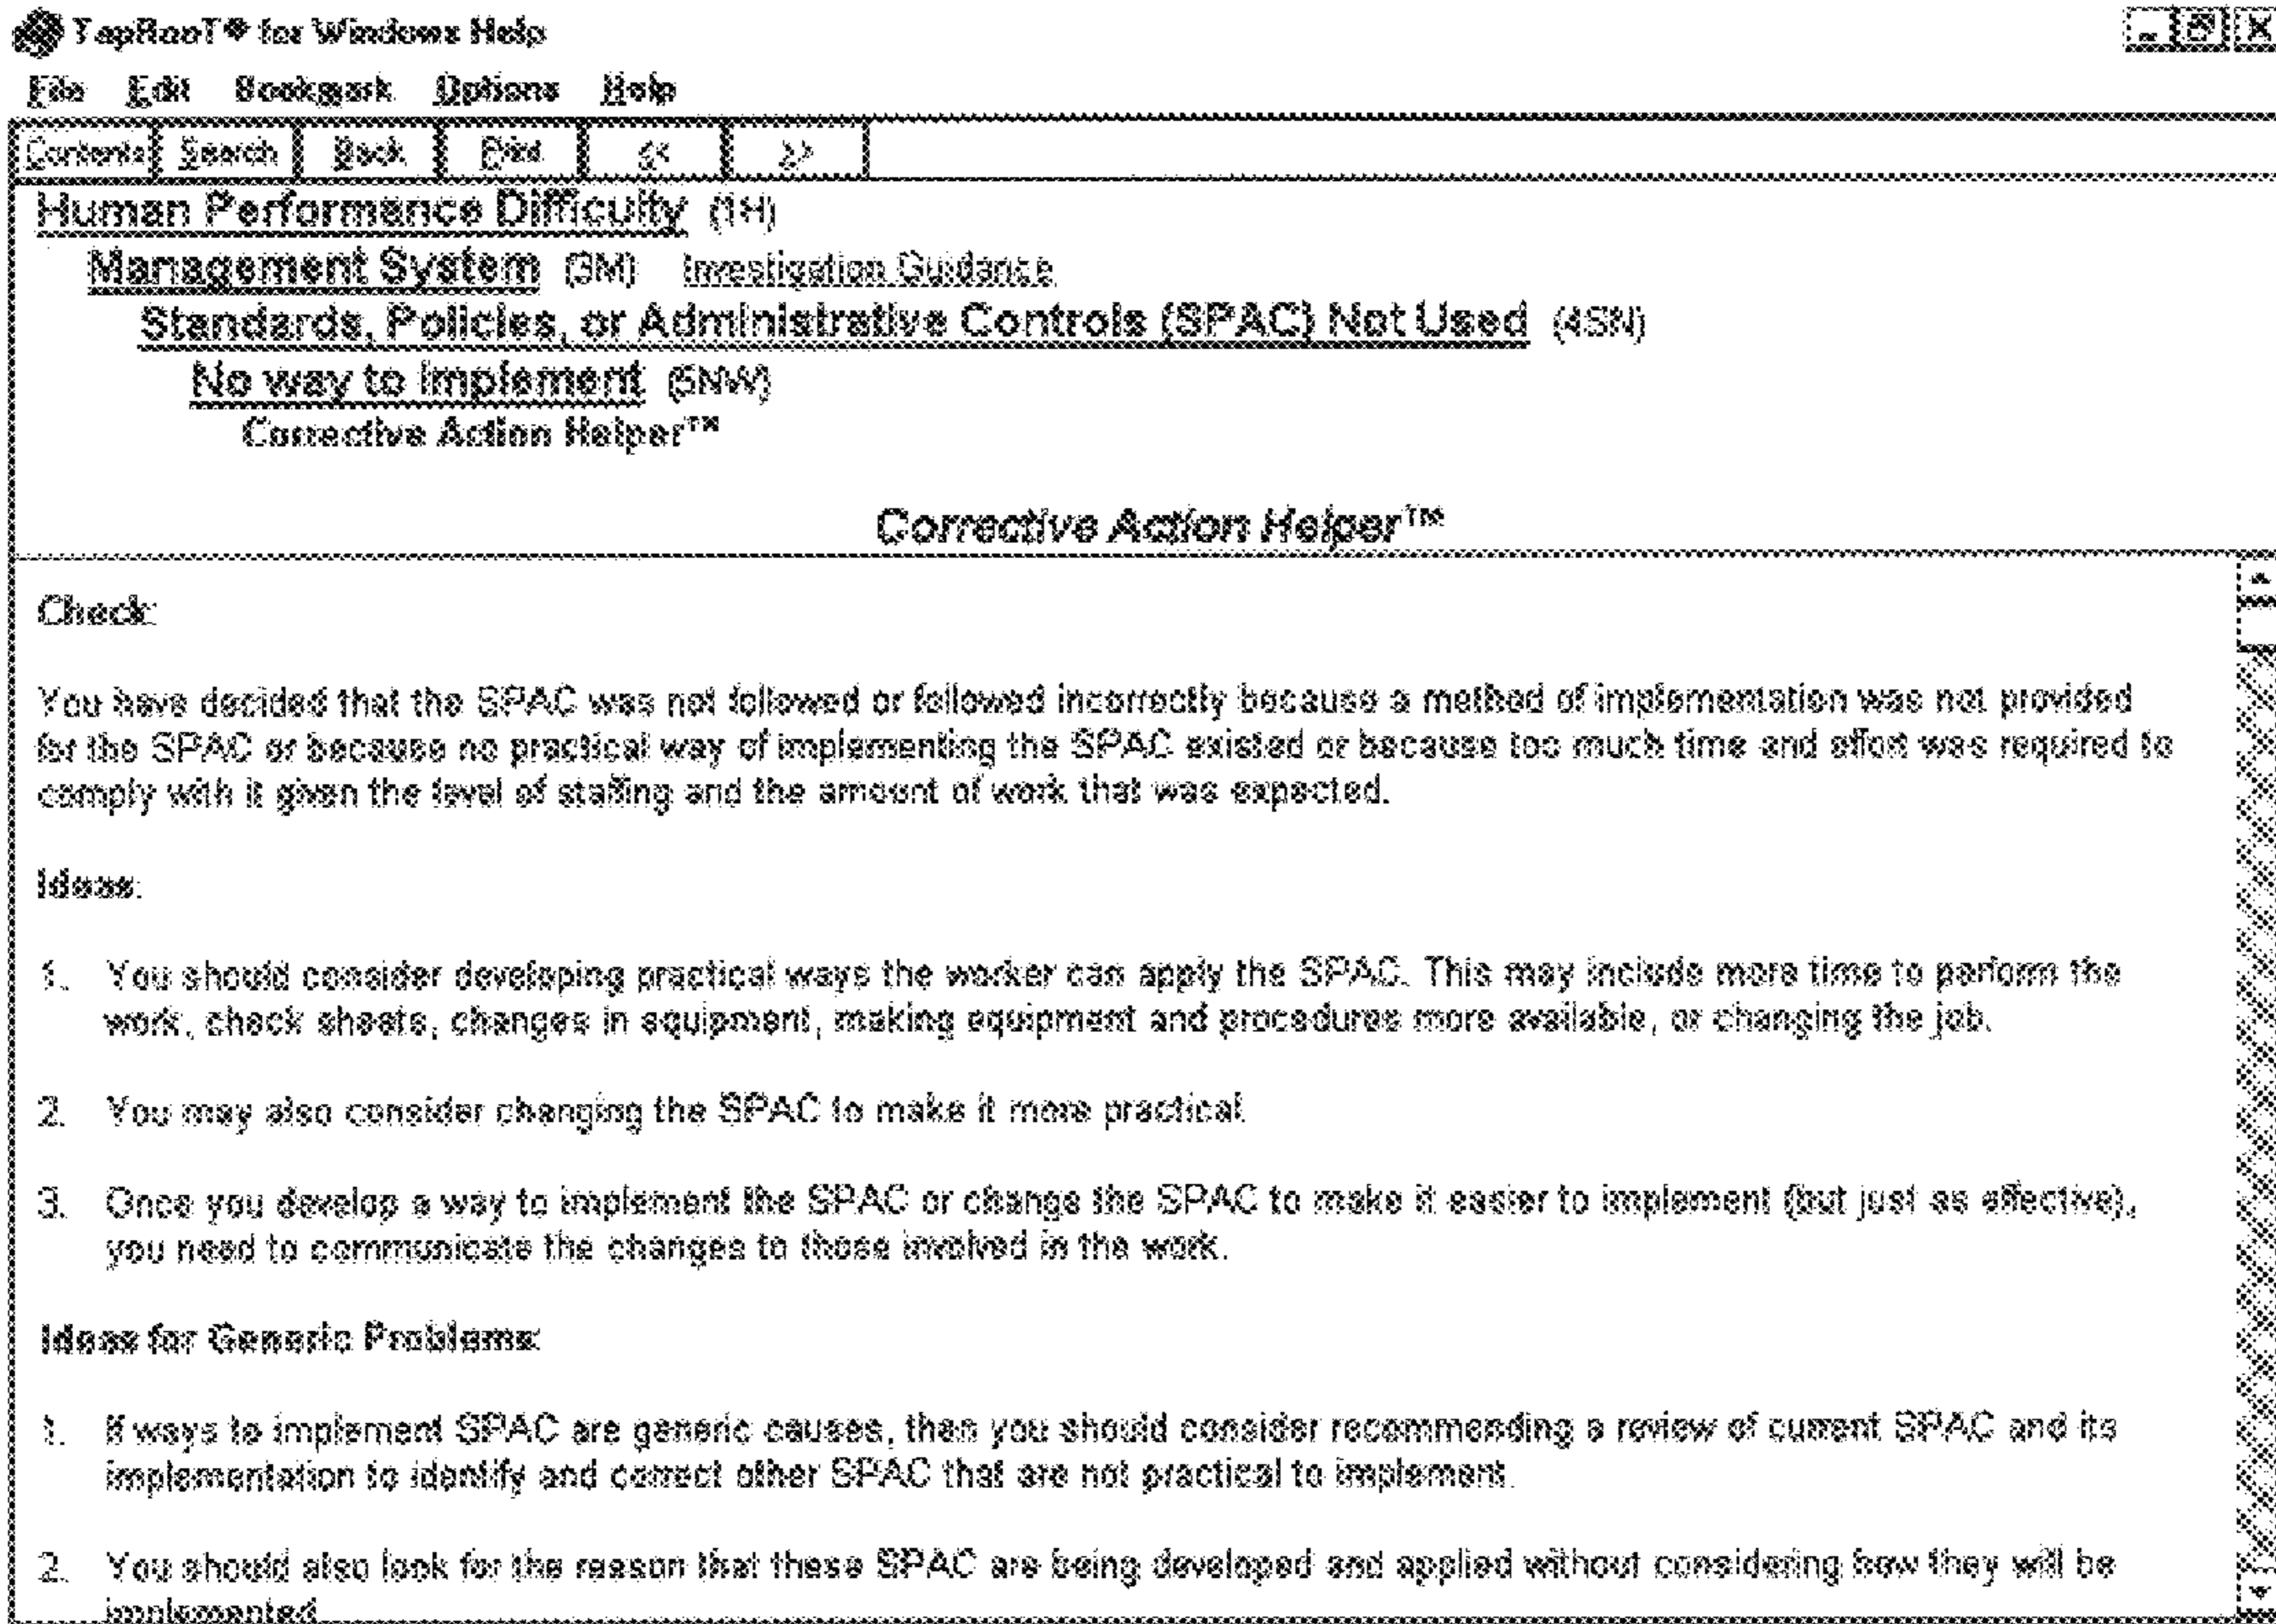 TapRooT® for Windows Help
File Edit Bookmark Options Help
Contents Search Back Print << >>
Human Performance Difficulty (1H)
Management System (3M) Investigation Guidance
Standards, Policies, or Administrative Controls (SPAC) Not Used (4SN)
No way to implement (5NW)
Corrective Action Helper™
Corrective Action Helper™
Check:
You have decided that the SPAC was not followed or followed incorrectly because a method of implementation was not provided
for the SPAC or because no practical way of implementing the SPAC existed or because too much time and effort was required to
comply with it given the level of staffing and the amount of work that was expected.
Ideas:
1. You should consider developing practical ways the worker can apply the SPAC. This may include more time to perform the
work, check sheets, changes in equipment, making equipment and procedures more available, or changing the job.
2. You may also consider changing the SPAC to make it more practical.
3. Once you develop a way to implement the SPAC or change the SPAC to make it easier to implement (but just as effective),
you need to communicate the changes to those involved in the work.
Ideas for Generic Problems:
1. If ways to implement SPAC are generic causes, then you should consider recommending a review of current SPAC and its
implementation to identify and correct other SPAC that are not practical to implement.
2. You should also look for the reason that these SPAC are being developed and applied without considering how they will be
implemented